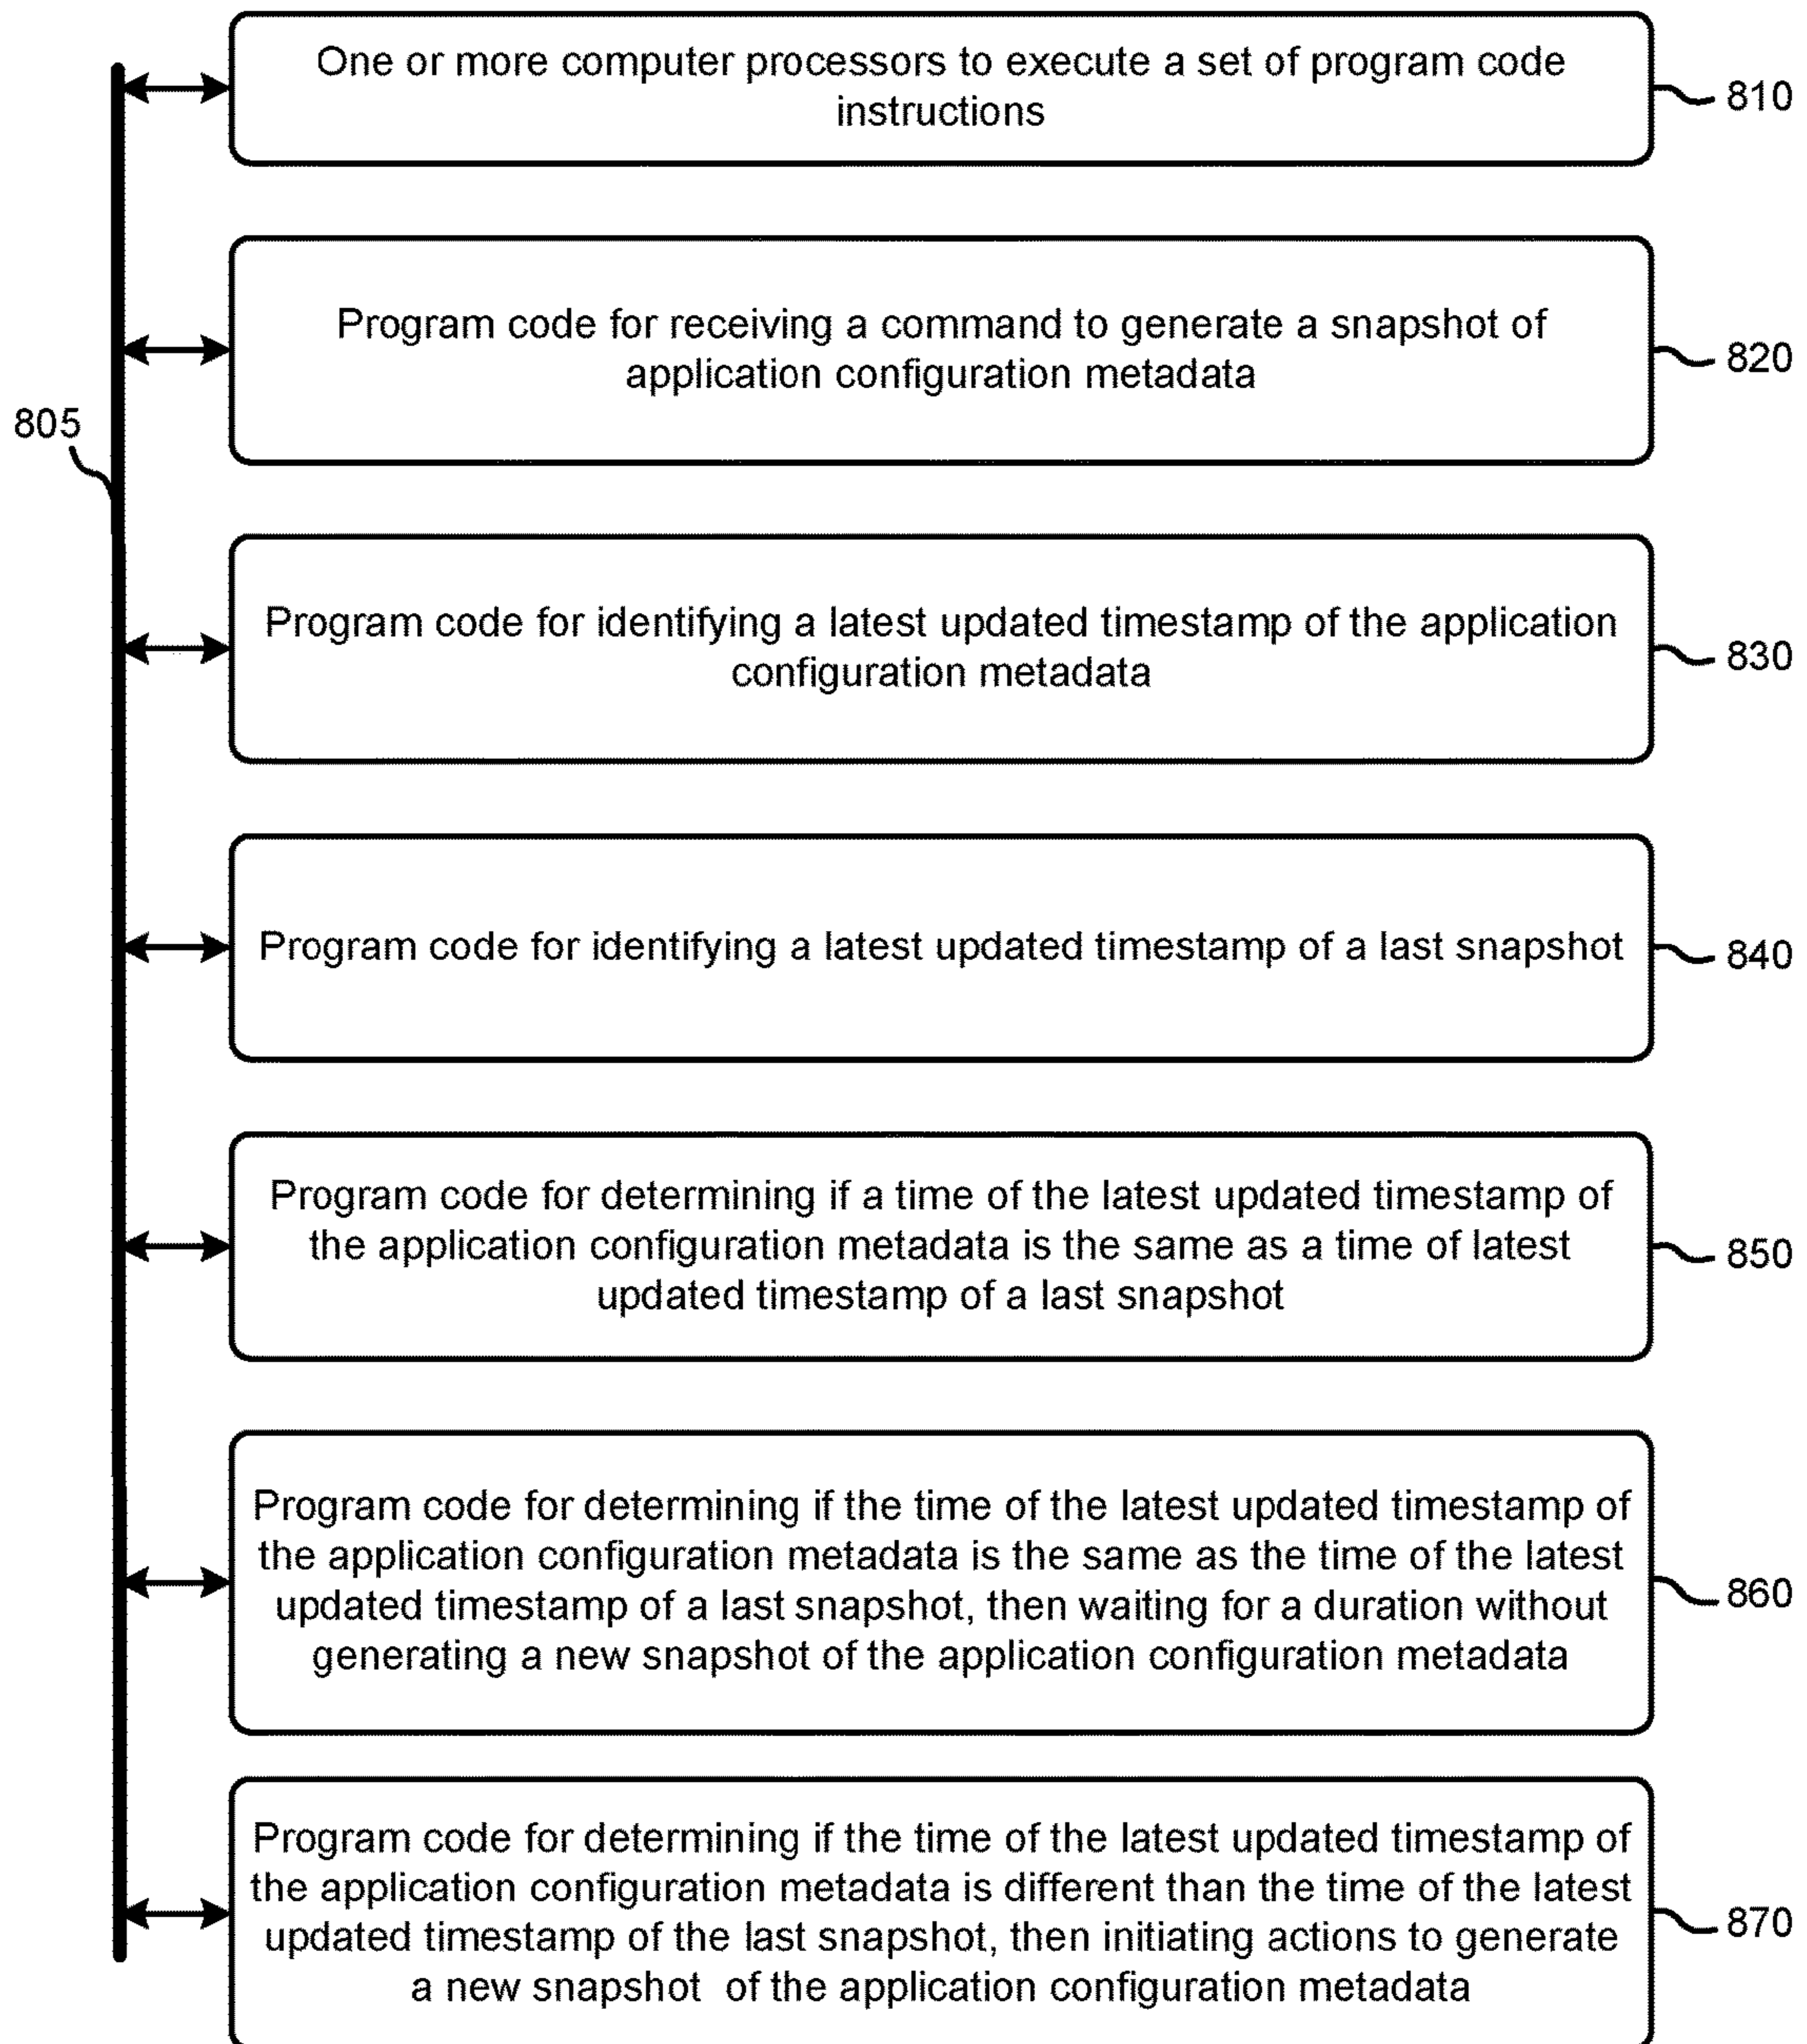 One or more computer processors to execute a set of program code
instructions
810
Program code for receiving a command to generate a snapshot of
application configuration metadata
820
805
Program code for identifying a latest updated timestamp of the application
configuration metadata
830
Program code for identifying a latest updated timestamp of a last snapshot
840
Program code for determining if a time of the latest updated timestamp of
the application configuration metadata is the same as a time of latest
updated timestamp of a last snapshot
850
Program code for determining if the time of the latest updated timestamp of
the application configuration metadata is the same as the time of the latest
updated timestamp of a last snapshot, then waiting for a duration without
generating a new snapshot of the application configuration metadata
860
Program code for determining if the time of the latest updated timestamp of
the application configuration metadata is different than the time of the latest
updated timestamp of the last snapshot, then initiating actions to generate
a new snapshot of the application configuration metadata
870